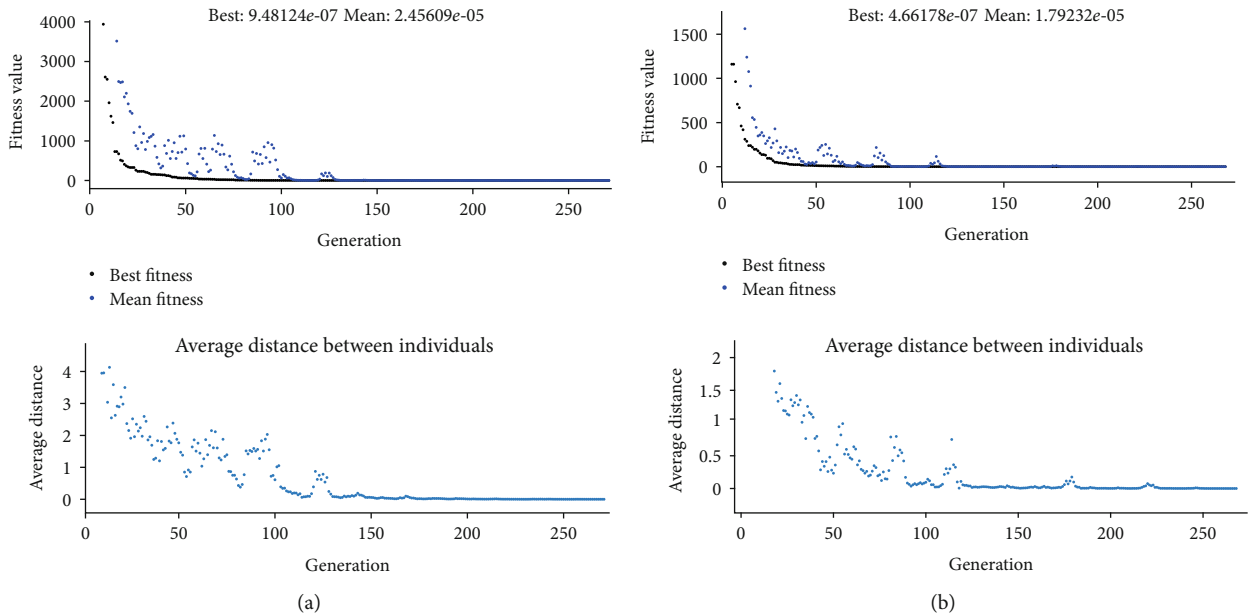 Best: 9.48124e-07 Mean: 2.45609e-05
4000
3000
2000
1000
0
Fitness value
0 50 100 150 200 250
Generation
Best fitness
Mean fitness
Average distance between individuals
4
3
2
1
0
Average distance
0 50 100 150 200 250
Generation
(a)
Best: 4.66178e-07 Mean: 1.79232e-05
1500
1000
500
0
Fitness value
0 50 100 150 200 250
Generation
Best fitness
Mean fitness
Average distance between individuals
2
1.5
1
0.5
0
Average distance
0 50 100 150 200 250
Generation
(b)